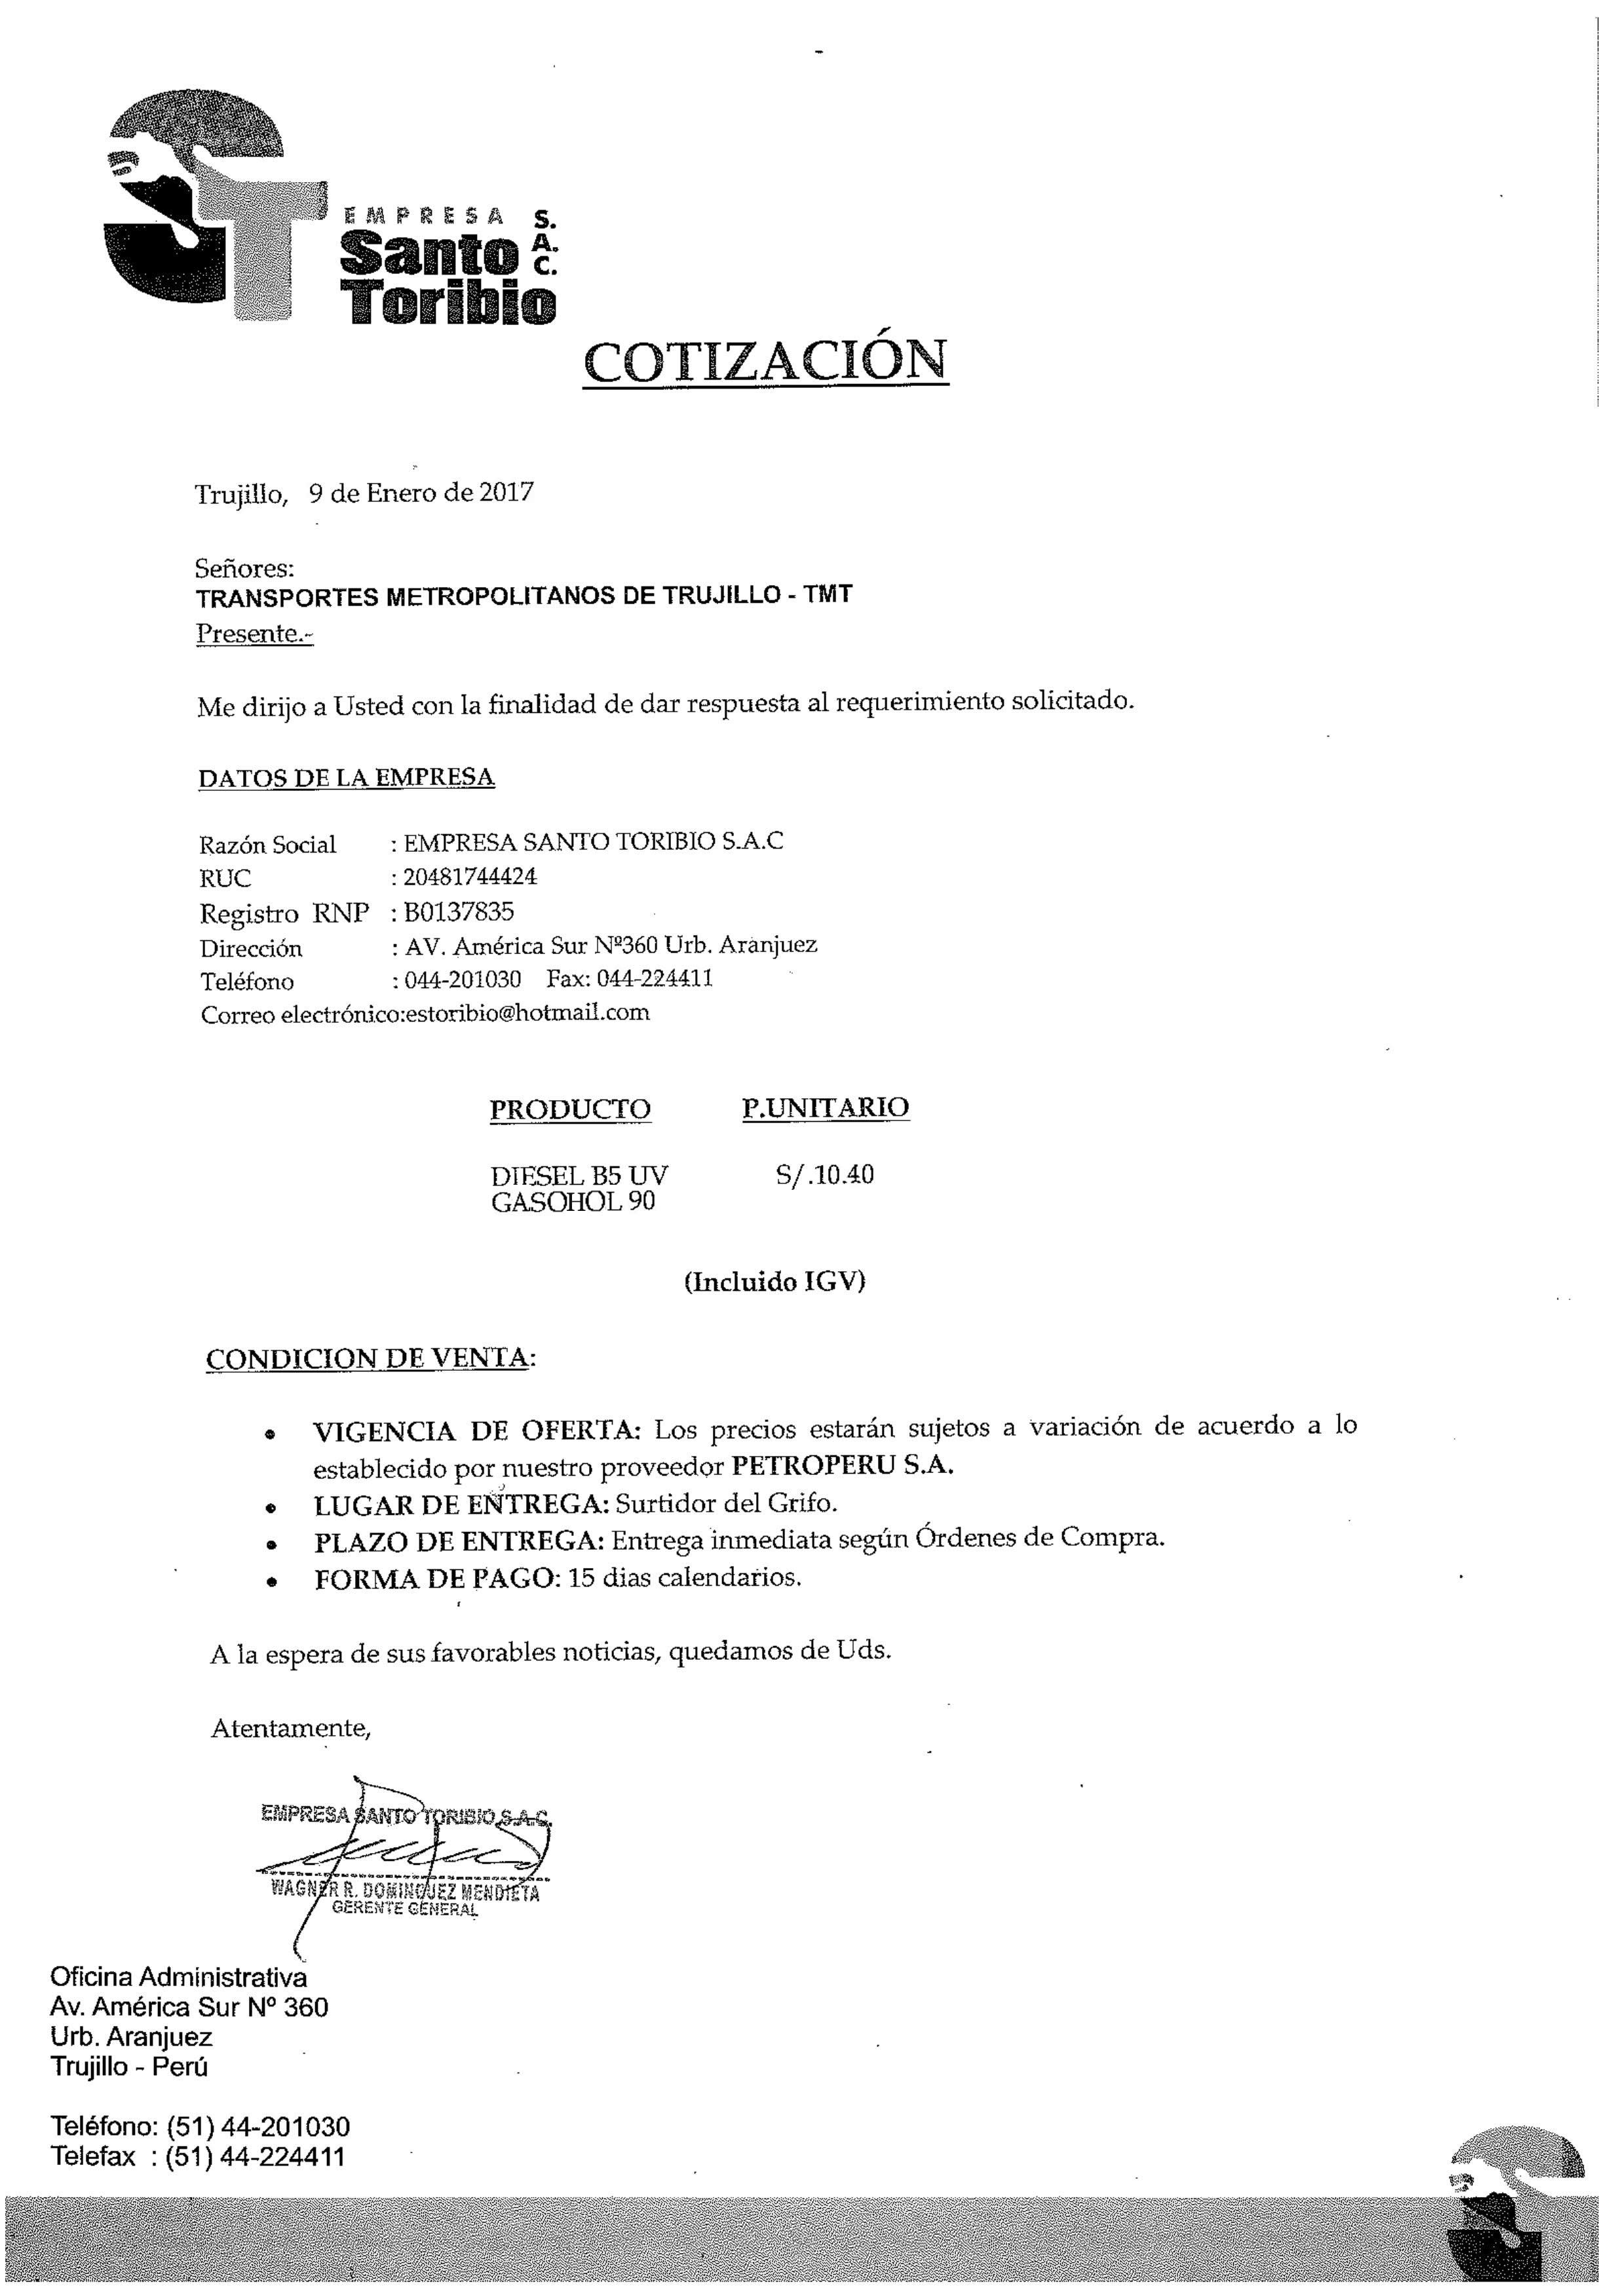 EMPRESA S.A.C.
Santo
Toribio
COTIZACIÓN
Trujillo, 9 de Enero de 2017
Señores:
TRANSPORTES METROPOLITANOS DE TRUJILLO - TMT
Presente.-
Me dirijo a Usted con la finalidad de dar respuesta al requerimiento solicitado.
DATOS DE LA EMPRESA
Razón Social : EMPRESA SANTO TORIBIO S.A.C
RUC : 20481744424
Registro RNP : B0137835
Dirección : AV. América Sur Nº360 Urb. Aranjuez
Teléfono : 044-201030 Fax: 044-224411
Correo electrónico:estoribio@hotmail.com
PRODUCTO P.UNITARIO
DIESEL B5 UV S/.10.40
GASOHOL 90
(Incluido IGV)
CONDICION DE VENTA:
• VIGENCIA DE OFERTA: Los precios estarán sujetos a variación de acuerdo a lo
establecido por nuestro proveedor PETROPERU S.A.
• LUGAR DE ENTREGA: Surtidor del Grifo.
• PLAZO DE ENTREGA: Entrega inmediata según Órdenes de Compra.
• FORMA DE PAGO: 15 dias calendarios.
A la espera de sus favorables noticias, quedamos de Uds.
Atentamente,
EMPRESA SANTO TORIBIO S.A.C.
WAGNER R. DOMINGUEZ MENDIETA
GERENTE GENERAL
Oficina Administrativa
Av. América Sur Nº 360
Urb. Aranjuez
Trujillo - Perú
Teléfono: (51) 44-201030
Telefax : (51) 44-224411